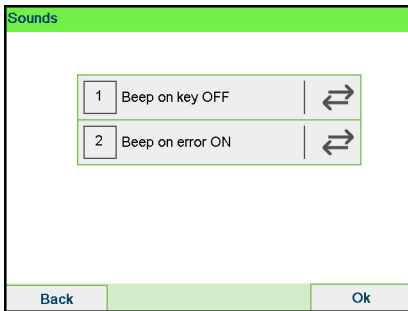 Sounds
1 Beep on key OFF
2 Beep on error ON
Back Ok